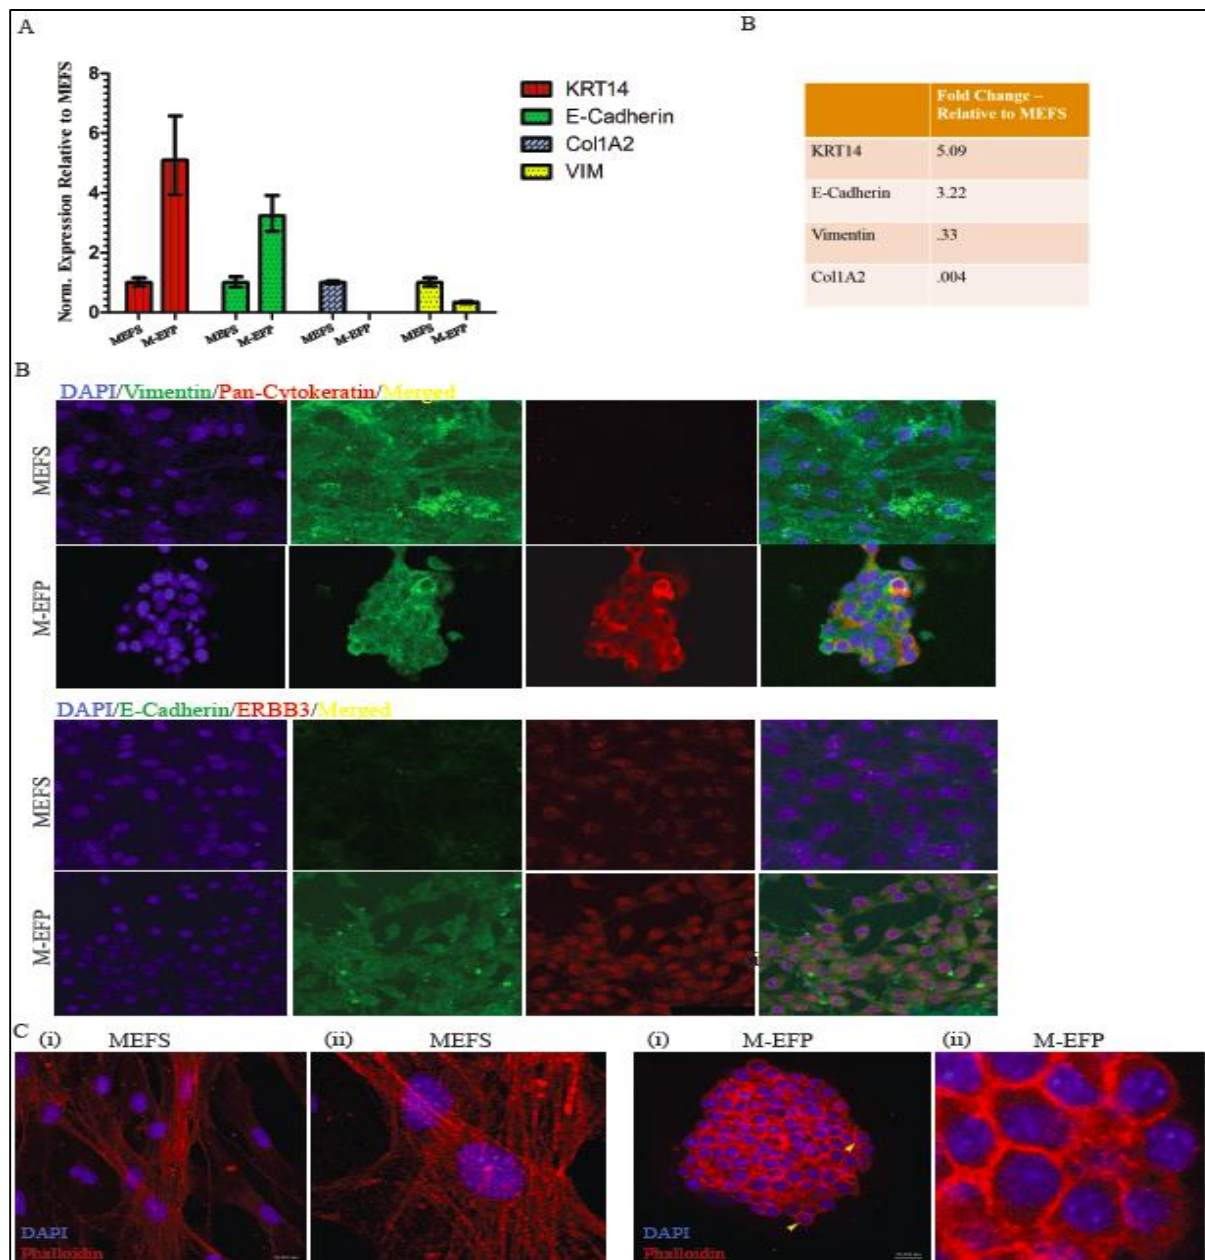 A
B
Norm. Expression Relative to MEFS
8
6
4
2
0
MEFS
M-EFP
MEFS
M-EFP
MEFS
M-EFP
MEFS
M-EFP
KRT14
E-Cadherin
Col1A2
VIM
Fold Change –
Relative to MEFS
KRT14 5.09
E-Cadherin 3.22
Vimentin .33
Col1A2 .004
B
DAPI/Vimentin/Pan-Cytokeratin/Merged
MEFS
M-EFP
DAPI/E-Cadherin/ERBB3/Merged
MEFS
M-EFP
C (i) MEFS (ii) MEFS (i) M-EFP (ii) M-EFP
DAPI
Phalloidin
DAPI
Phalloidin